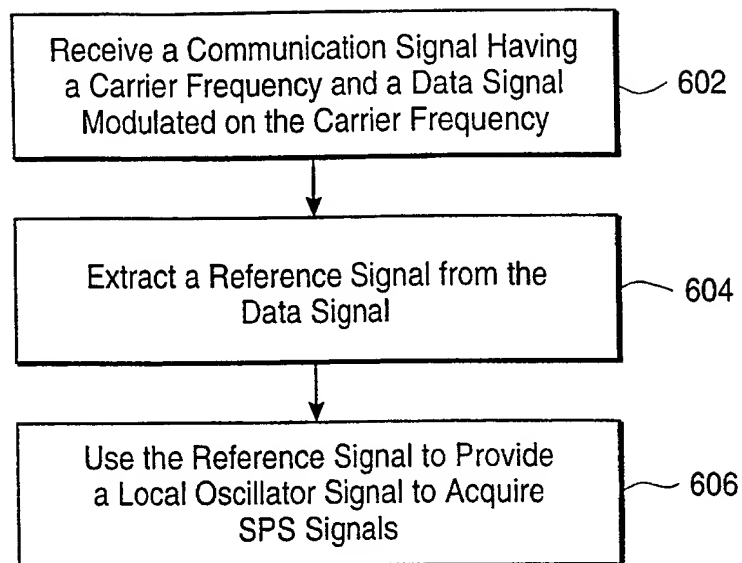 Receive a Communication Signal Having
a Carrier Frequency and a Data Signal
Modulated on the Carrier Frequency
602
Extract a Reference Signal from the
Data Signal
604
Use the Reference Signal to Provide
a Local Oscillator Signal to Acquire
SPS Signals
606